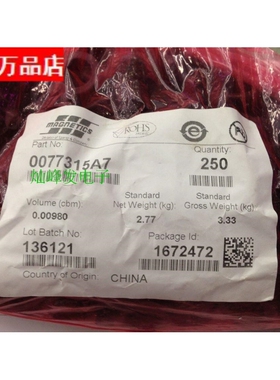 万品店
MAGNETICS
ROHS
Part No:
Quantity:
0077315A7
250
Volume (cbm):
Standard
Net Weight (kg):
Standard
Gross Weight (kg):
0.00980
2.77
3.33
Lot Batch No:
Package Id:
136121
1672472
Country of Origin
CHINA